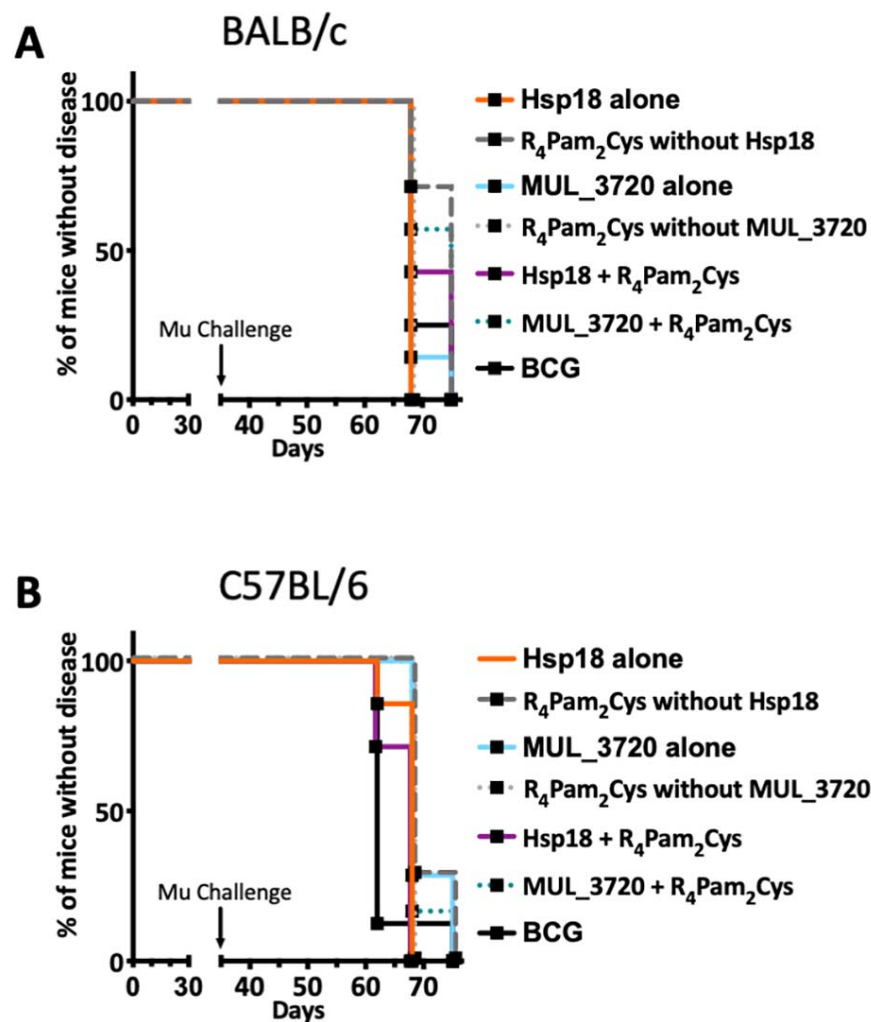 A
BALB/c
% of mice without disease
100
50
0
Mu Challenge
0 30 40 50 60 70
Days
Hsp18 alone
R4Pam2Cys without Hsp18
MUL_3720 alone
R4Pam2Cys without MUL_3720
Hsp18 + R4Pam2Cys
MUL_3720 + R4Pam2Cys
BCG
B
C57BL/6
% of mice without disease
100
50
0
Mu Challenge
0 30 40 50 60 70
Days
Hsp18 alone
R4Pam2Cys without Hsp18
MUL_3720 alone
R4Pam2Cys without MUL_3720
Hsp18 + R4Pam2Cys
MUL_3720 + R4Pam2Cys
BCG